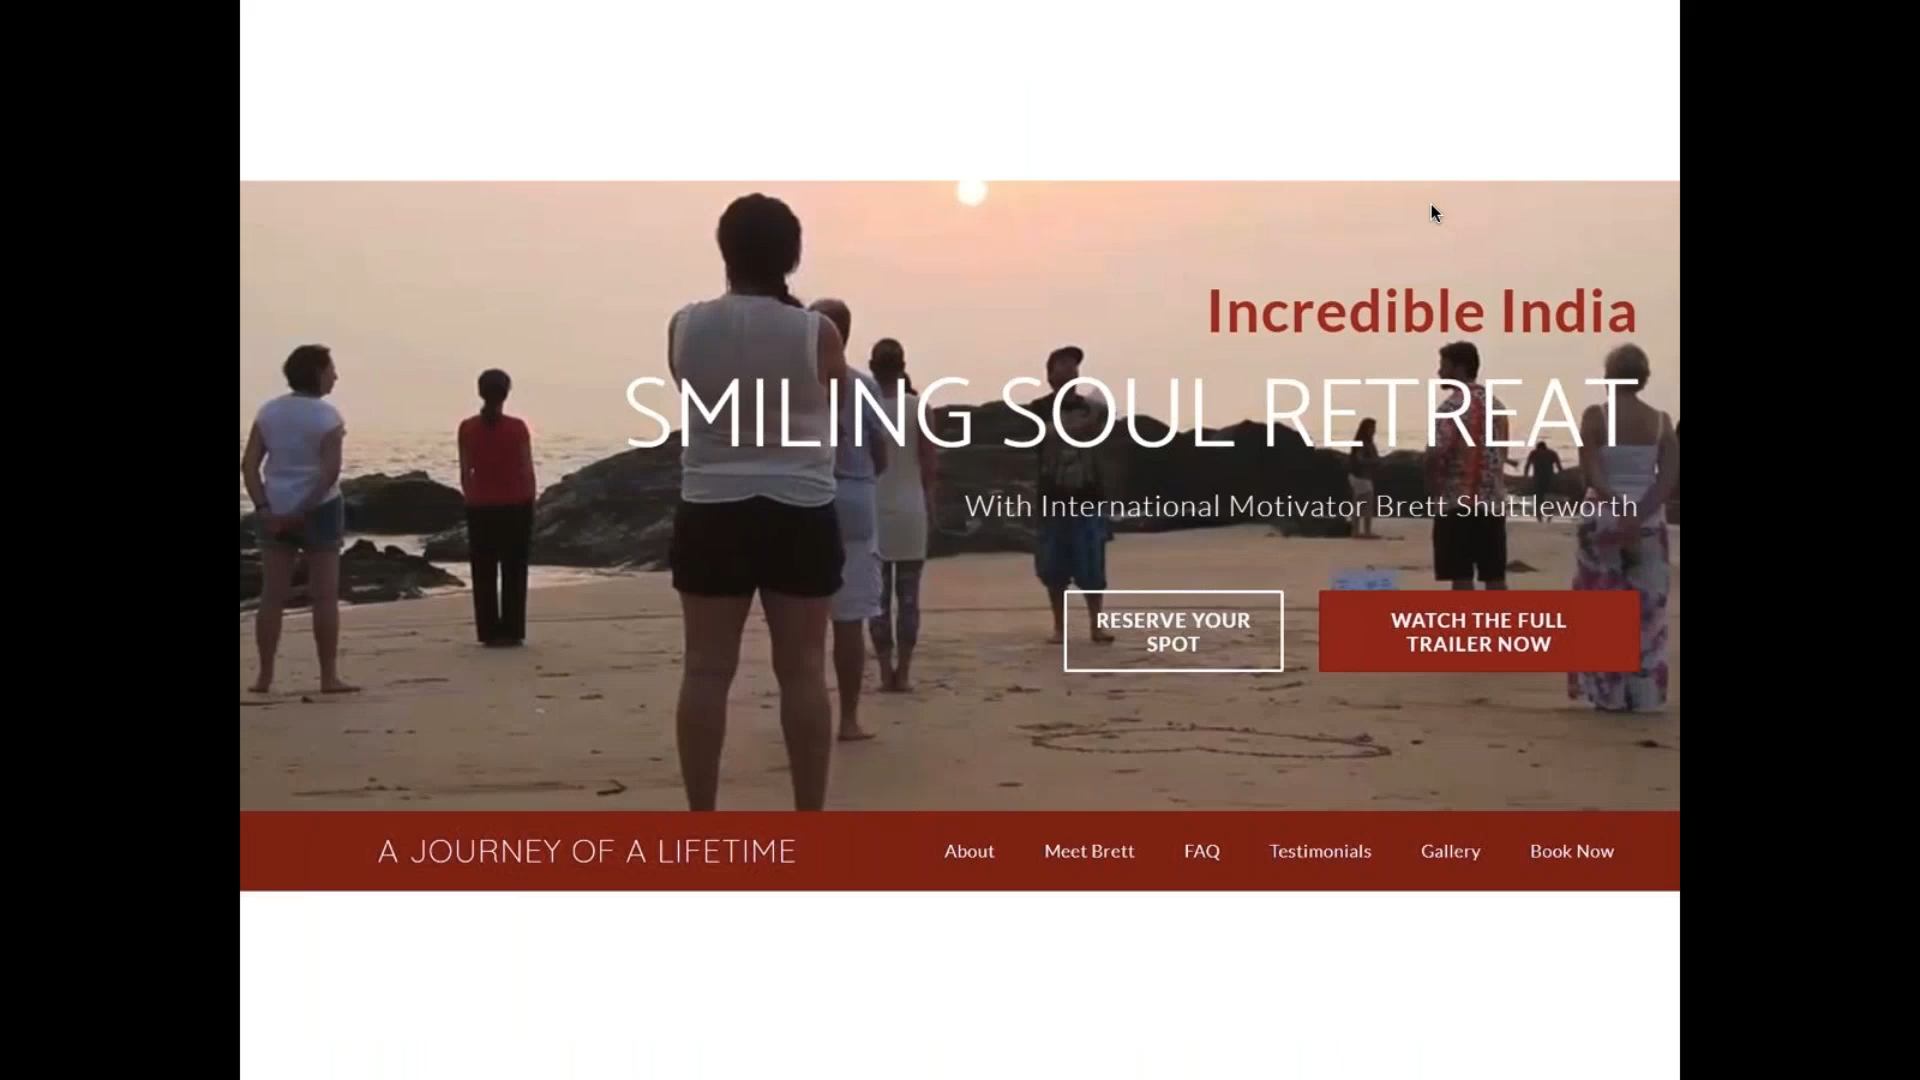 Incredible India
SMILING SOUL RETREAT
With International Motivator Brett Shuttleworth
RESERVE YOUR
SPOT
WATCH THE FULL
TRAILER NOW
A JOURNEY OF A LIFETIME
About
Meet Brett
FAQ
Testimonials
Gallery
Book Now